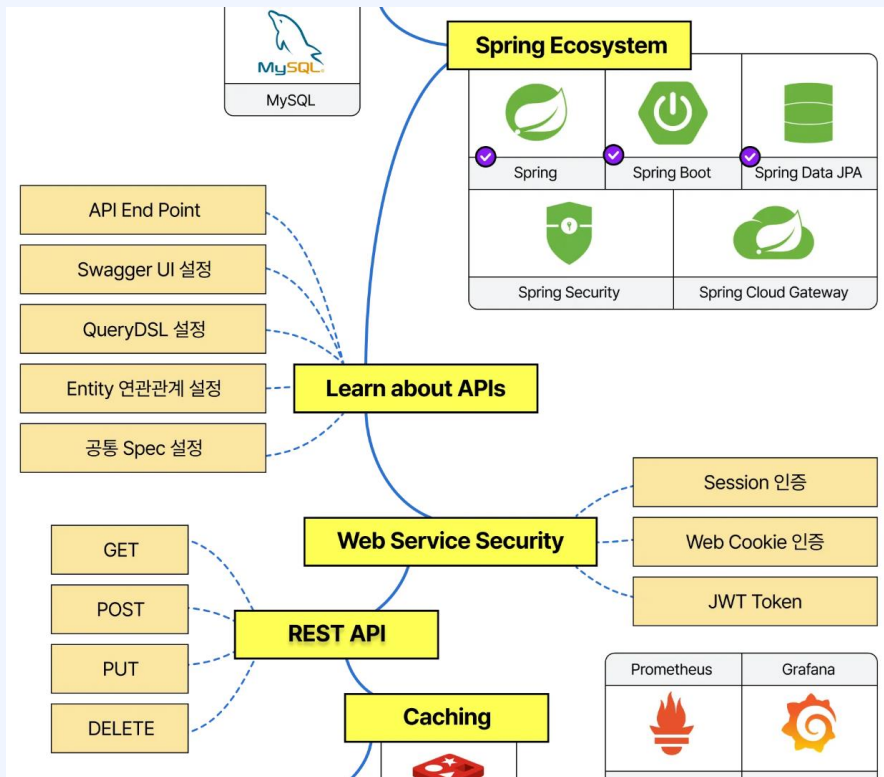 MySQL
MySQL
Spring Ecosystem
Spring
Spring Boot
Spring Data JPA
Spring Security
Spring Cloud Gateway
API End Point
Swagger UI 설정
QueryDSL 설정
Entity 연관관계 설정
공통 Spec 설정
Learn about APIs
Web Service Security
Session 인증
Web Cookie 인증
JWT Token
GET
POST
PUT
DELETE
REST API
Caching
Prometheus
Grafana